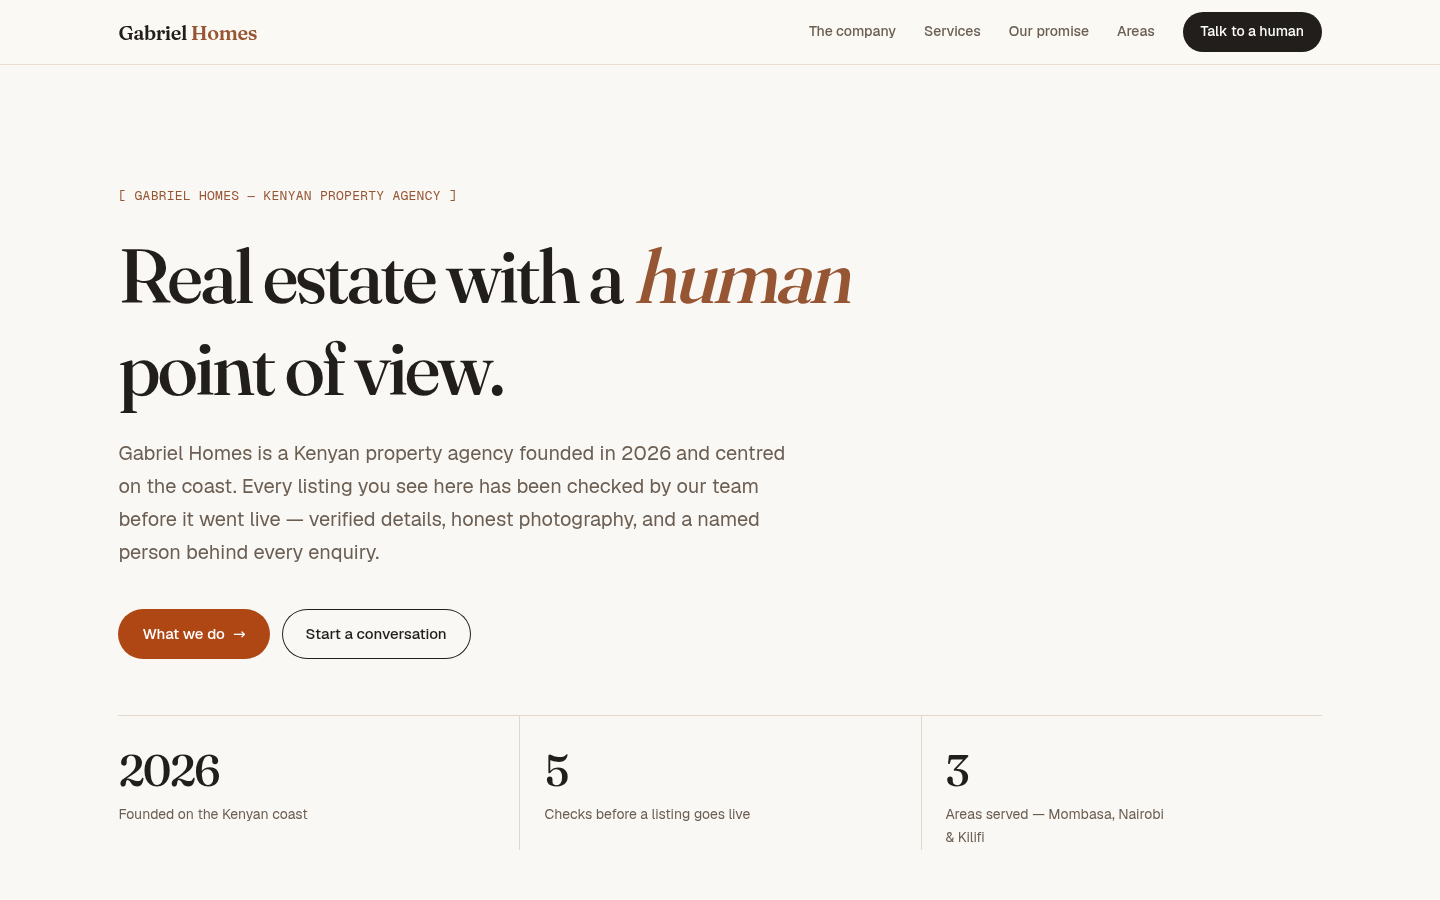 Gabriel Homes
The company
Services
Our promise
Areas
Talk to a human
[ GABRIEL HOMES — KENYAN PROPERTY AGENCY ]
Real estate with a human
point of view.
Gabriel Homes is a Kenyan property agency founded in 2026 and centred
on the coast. Every listing you see here has been checked by our team
before it went live — verified details, honest photography, and a named
person behind every enquiry.
What we do →
Start a conversation
2026
Founded on the Kenyan coast
5
Checks before a listing goes live
3
Areas served — Mombasa, Nairobi
& Kilifi